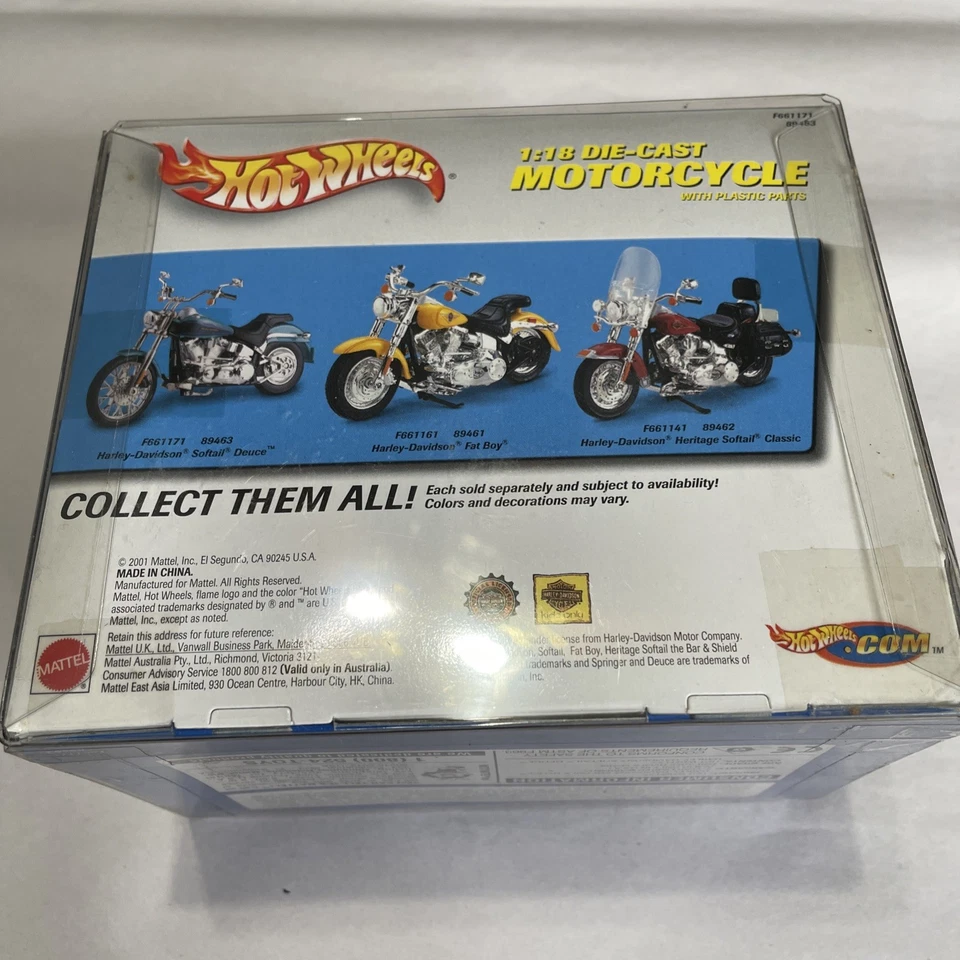 F661171
89463
HOT WHEELS®
1:18 DIE-CAST
MOTORCYCLE
WITH PLASTIC PARTS
F661171 89463
Harley-Davidson® Softail® Deuce™
F661161 89461
Harley-Davidson® Fat Boy®
F661141 89462
Harley-Davidson® Heritage Softail® Classic
COLLECT THEM ALL!
Each sold separately and subject to availability!
Colors and decorations may vary.
© 2001 Mattel, Inc., El Segundo, CA 90245 U.S.A.
MADE IN CHINA.
Manufactured for Mattel. All Rights Reserved.
Mattel, Hot Wheels, flame logo and the color "Hot
associated trademarks designated by ® and ™ are
Mattel, Inc., except as noted.
Retain this address for future reference:
Mattel U.K., Ltd., Vanwall Business Park,
Mattel Australia Pty., Ltd., Richmond, Victoria 3121.
Consumer Advisory Service 1800 800 812 (Valid only in Australia).
Mattel East Asia Limited, 930 Ocean Centre, Harbour City, HK, China.
MATTEL
HARLEY-DAVIDSON
license from Harley-Davidson Motor Company.
Softail, Fat Boy, Heritage Softail the Bar & Shield
trademarks and Springer and Deuce are trademarks of
Inc.
HOT WHEELS.COM™
CONSUMER INFORMATION